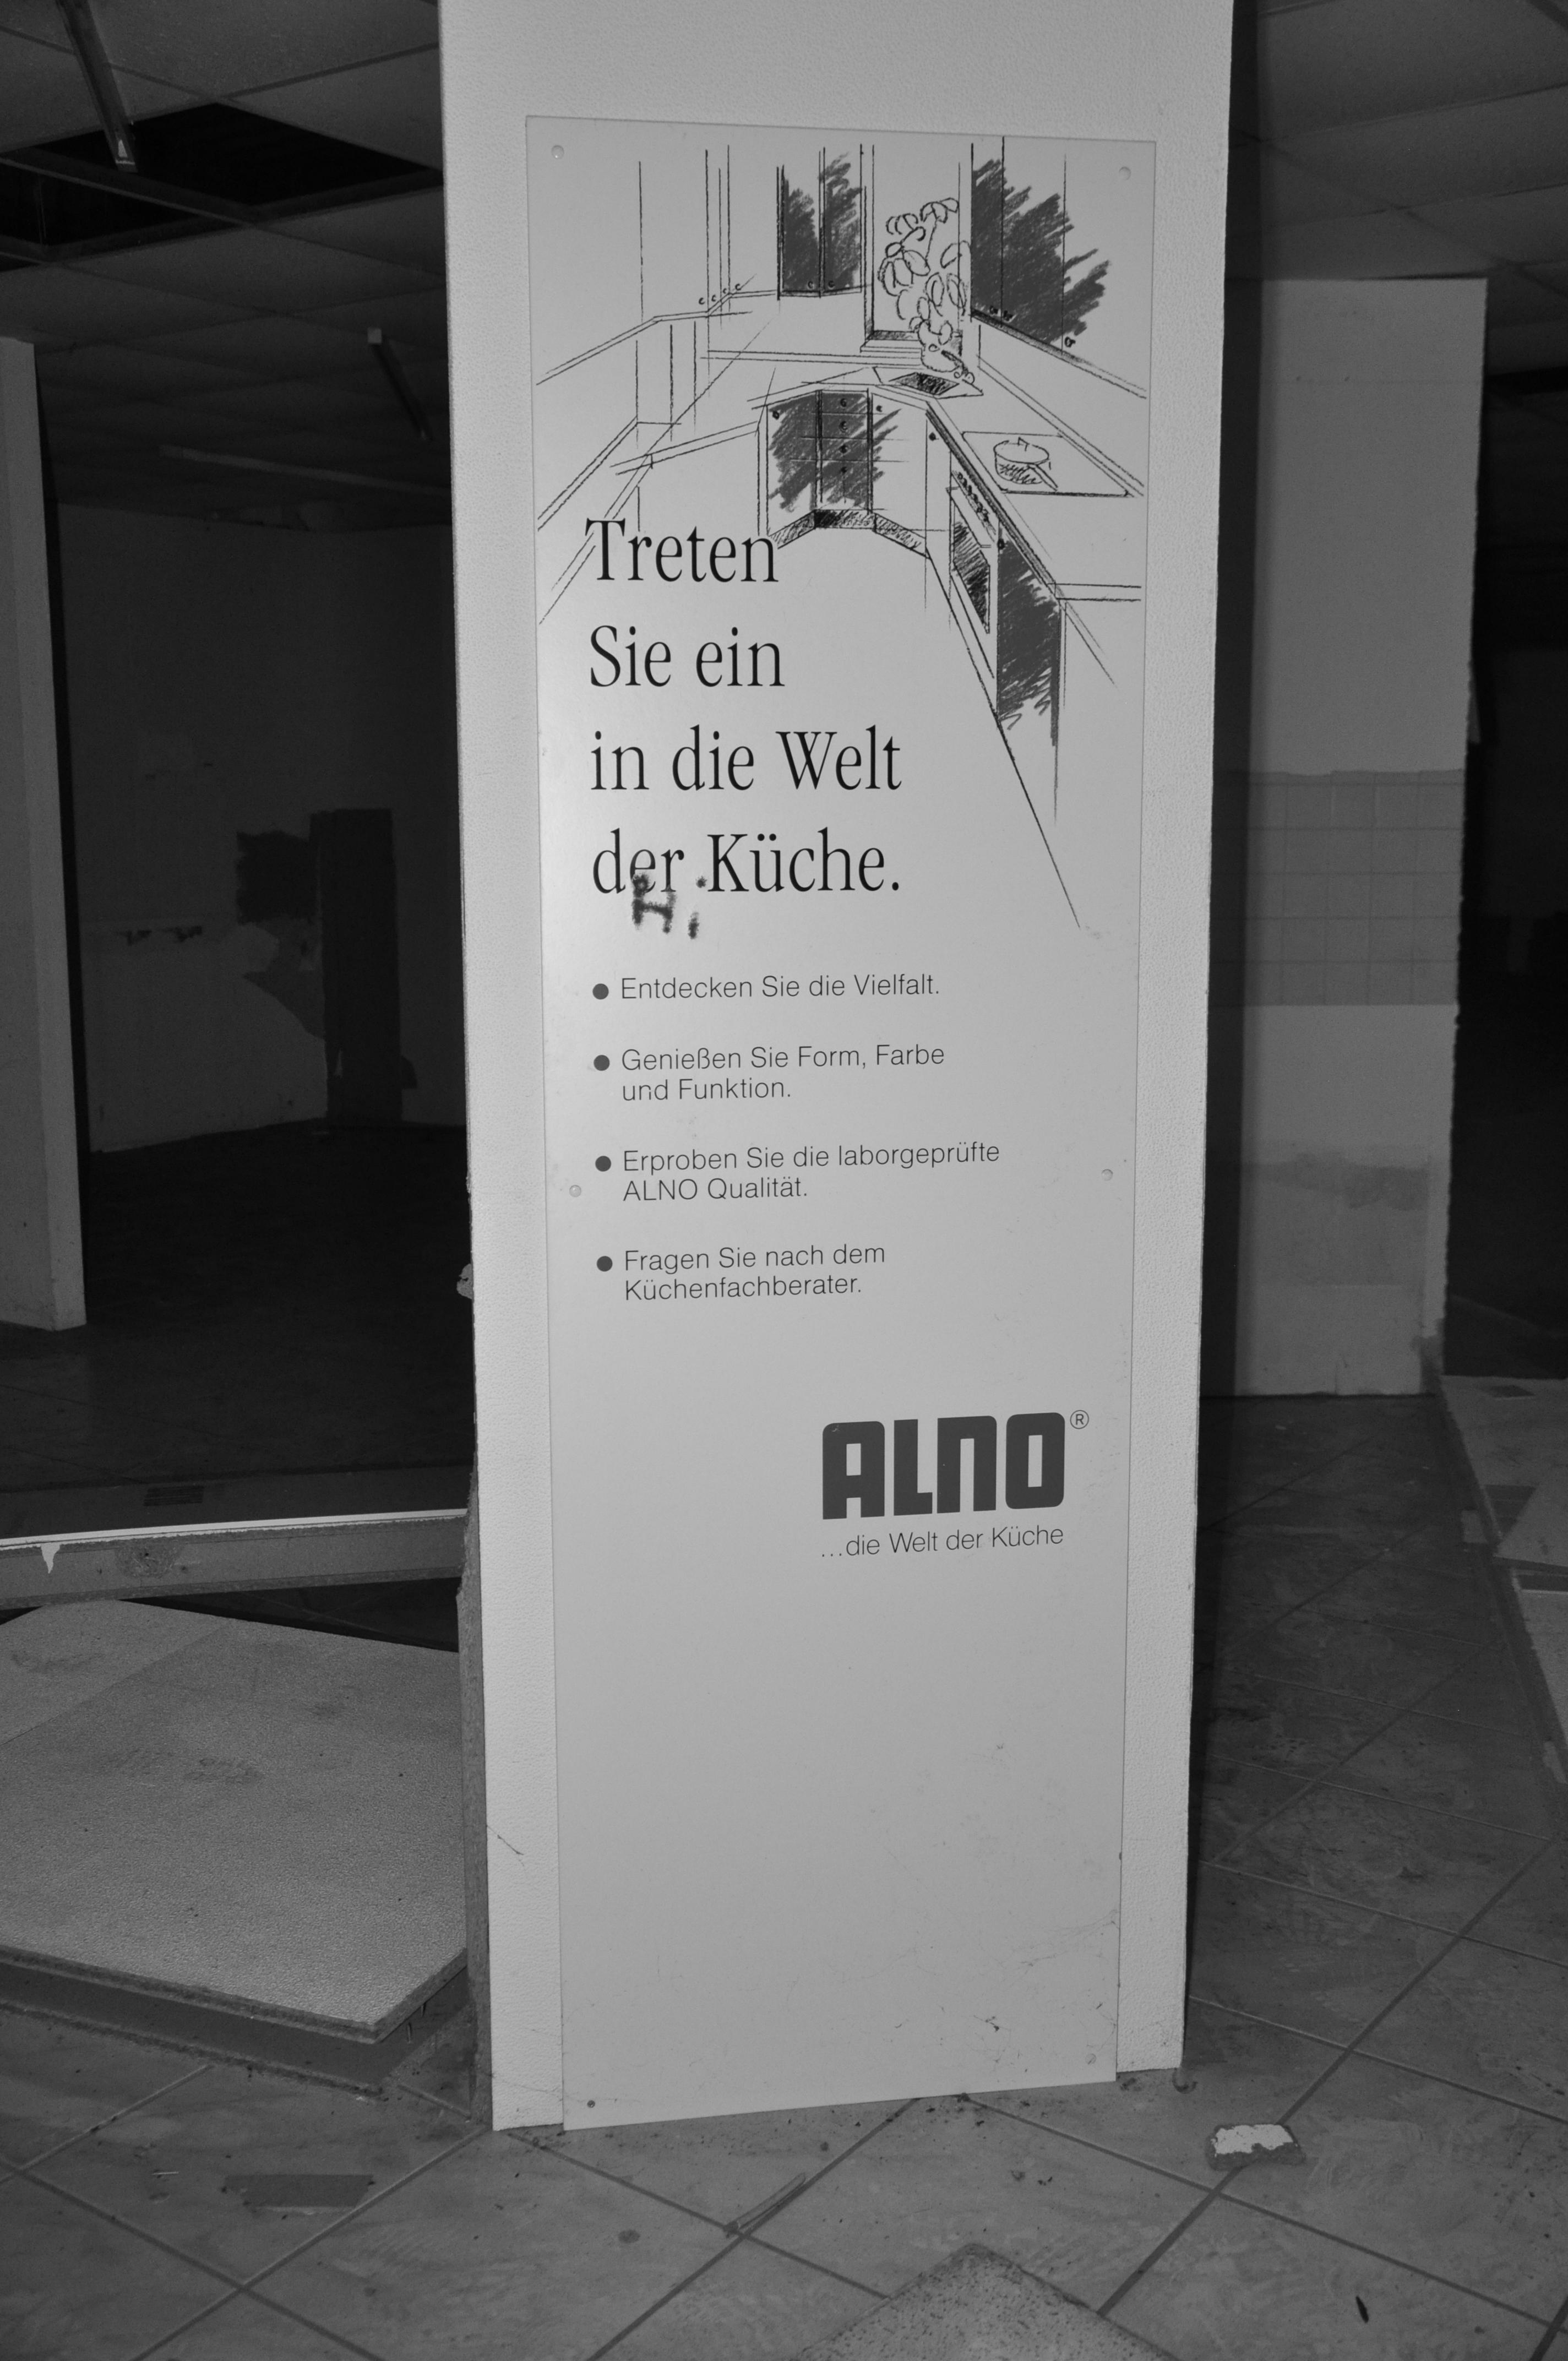 Treten
Sie ein
in die Welt
der Küche.
Hi
● Entdecken Sie die Vielfalt.
● Genießen Sie Form, Farbe
und Funktion.
● Erproben Sie die laborgeprüfte
ALNO Qualität.
● Fragen Sie nach dem
Küchenfachberater.
ALNO®
...die Welt der Küche